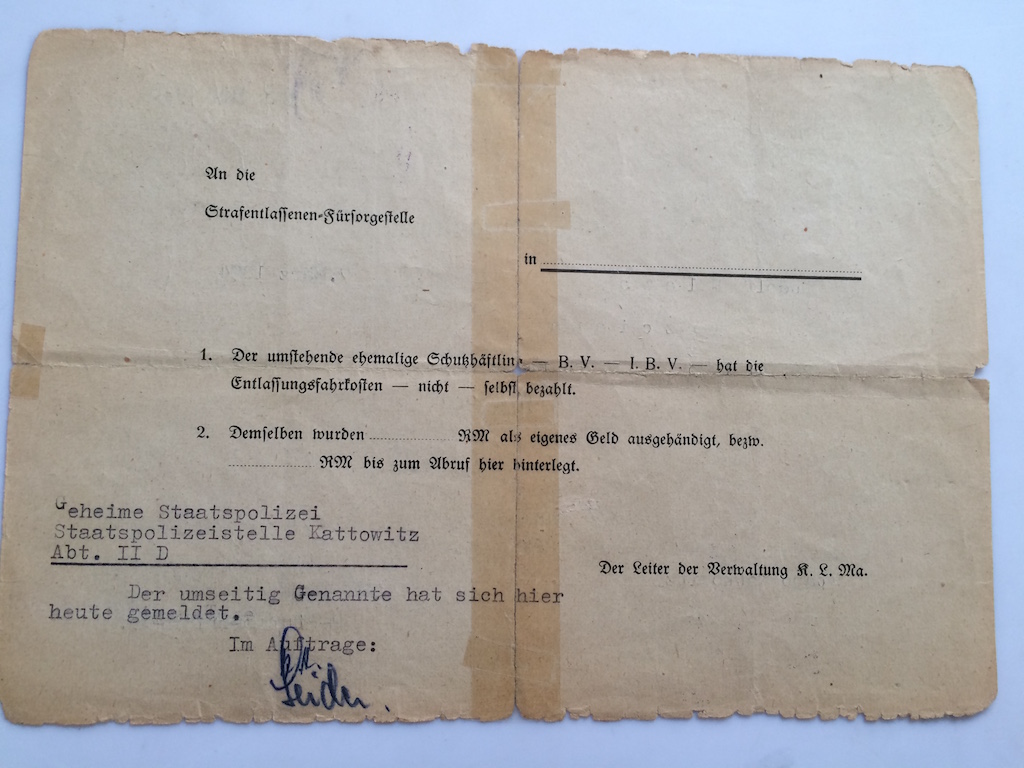 An die
Strafentlassenen-Fürsorgestelle
in
1. Der umstehende ehemalige Schutzhäftling — B. V. — I. B. V. — hat die
Entlassungsfahrkosten — nicht — selbst bezahlt.
2. Demselben wurden ............ RM als eigenes Geld ausgehändigt, bezw.
............ RM bis zum Abruf hier hinterlegt.
Geheime Staatspolizei
Staatspolizeistelle Kattowitz
Abt. II D
Der Leiter der Verwaltung K. L. Ma.
Der umseitig Genannte hat sich hier
heute gemeldet.
Im Auftrage: